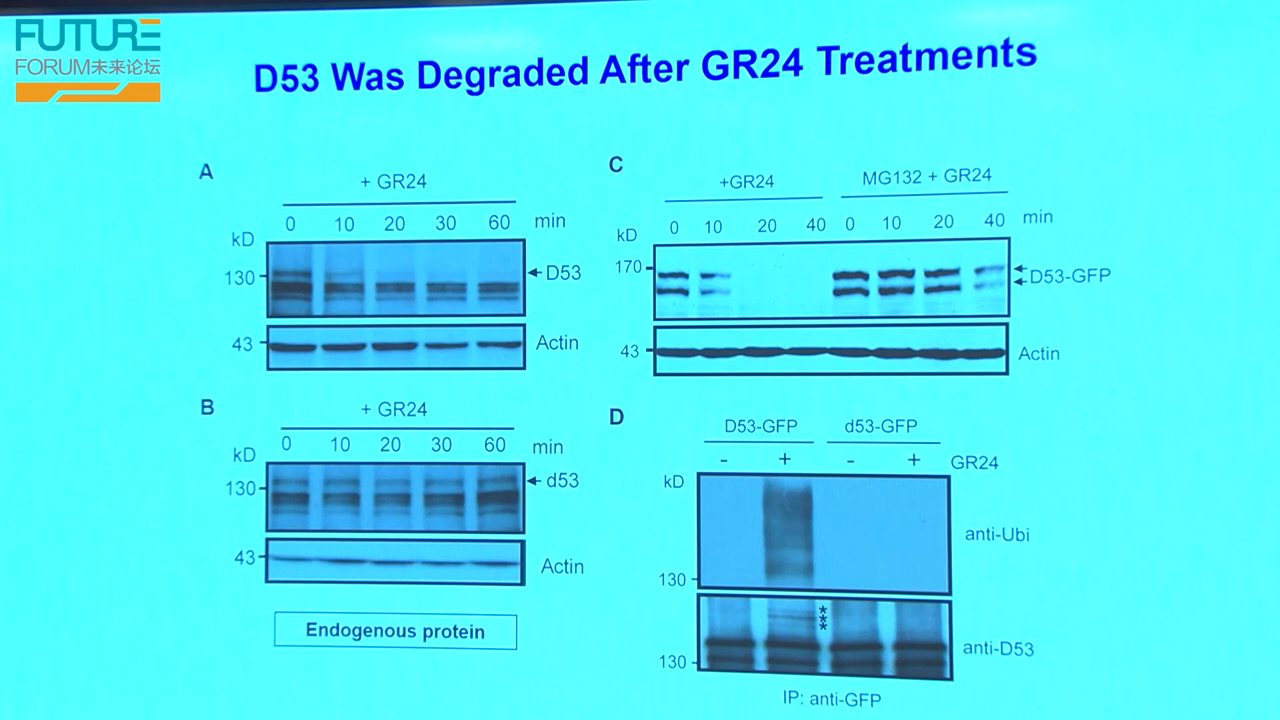 FUTURE
FORUM未来论坛
D53 Was Degraded After GR24 Treatments
A
+ GR24
0 10 20 30 60 min
kD
130
D53
43
Actin
B
+ GR24
0 10 20 30 60 min
kD
130
d53
43
Actin
Endogenous protein
C
+GR24
MG132 + GR24
0 10 20 40 0 10 20 40 min
kD
170
D53-GFP
43
Actin
D
D53-GFP
d53-GFP
- + - + GR24
kD
anti-Ubi
130
***
anti-D53
130
IP: anti-GFP